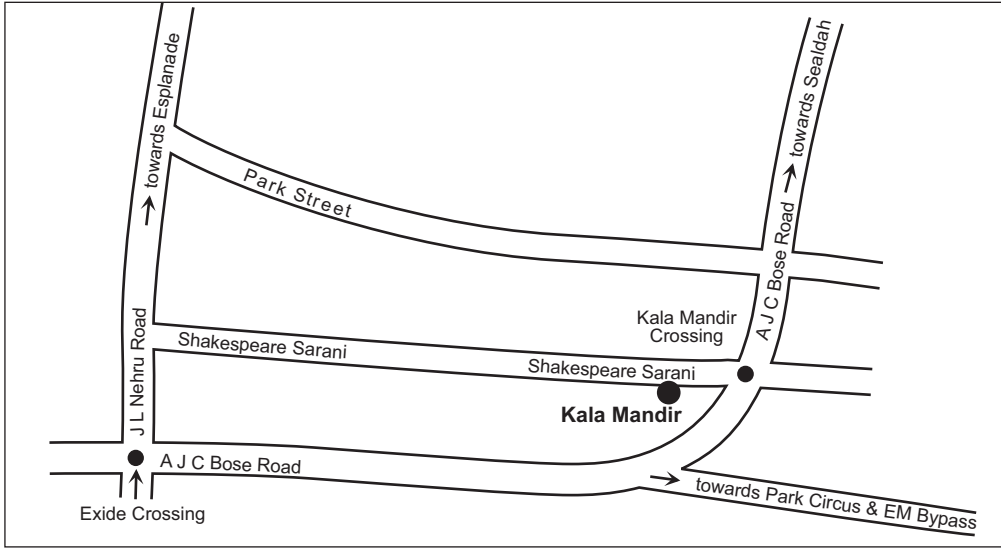 towards Esplanade
towards Sealdah
Park Street
A J C Bose Road
Kala Mandir
Crossing
J L Nehru Road
Shakespeare Sarani
Shakespeare Sarani
Kala Mandir
A J C Bose Road
towards Park Circus & EM Bypass
Exide Crossing